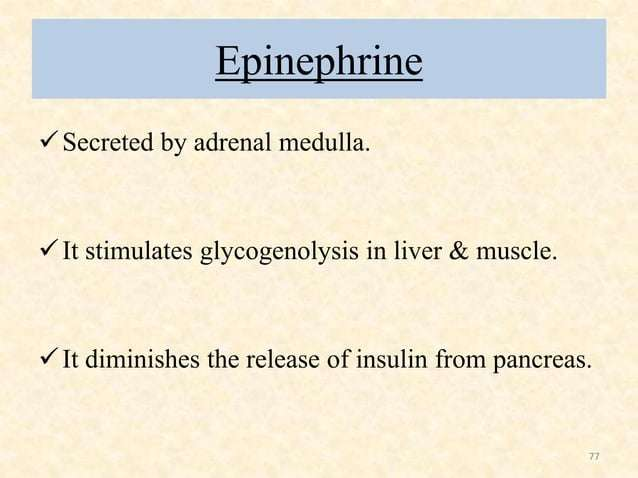 Epinephrine
✓Secreted by adrenal medulla.
✓It stimulates glycogenolysis in liver & muscle.
✓It diminishes the release of insulin from pancreas.
77